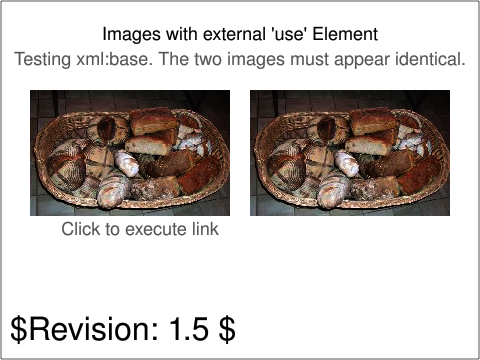 Images with external 'use' Element
Testing xml:base. The two images must appear identical.
Click to execute link
$Revision: 1.5 $